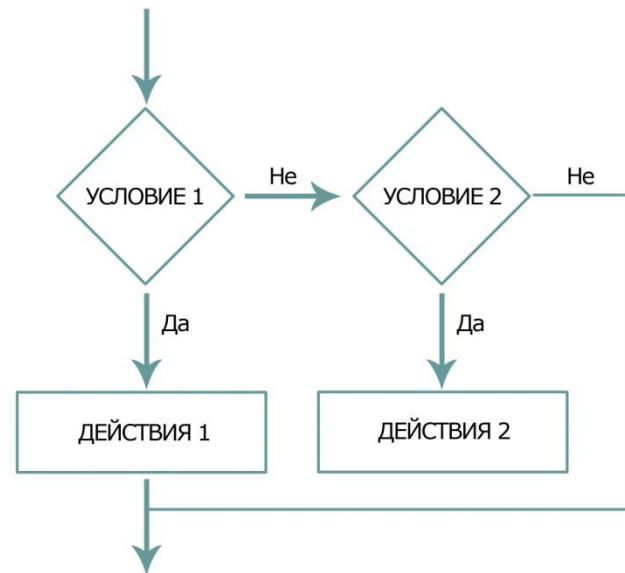 УСЛОВИЕ 1
Не
УСЛОВИЕ 2
Не
Да
Да
ДЕЙСТВИЯ 1
ДЕЙСТВИЯ 2